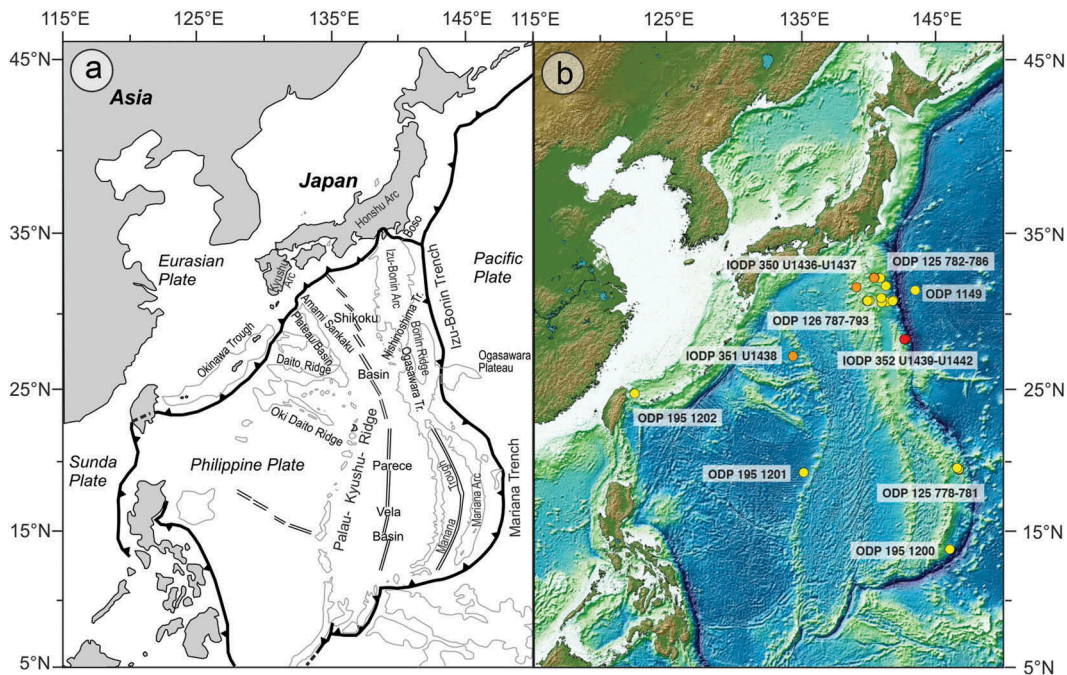 115°E
125°E
135°E
145°E
115°E
125°E
135°E
145°E
a
b
45°N
45°N
Asia
Japan
Honshu Arc
Boso
35°N
35°N
Eurasian
Plate
Pacific
Plate
Kyushu Arc
Izu-Bonin Arc
Izu-Bonin Trench
IODP 350 U1436-U1437
ODP 125 782-786
ODP 1149
ODP 126 787-793
Okinawa Trough
Amami Sankaku
Plateau/Basin
Shikoku
Basin
Nishinoshima Tr.
Bonin Ridge
Ogasawara Tr.
Ogasawara
Plateau
Daito Ridge
IODP 351 U1438
IODP 352 U1439-U1442
25°N
25°N
Oki Daito Ridge
ODP 195 1202
Sunda
Plate
Philippine Plate
Palau- Kyushu- Ridge
Parece
Vela
Basin
Mariana Trough
Mariana Arc
Mariana Trench
ODP 195 1201
ODP 125 778-781
15°N
15°N
ODP 195 1200
5°N
5°N